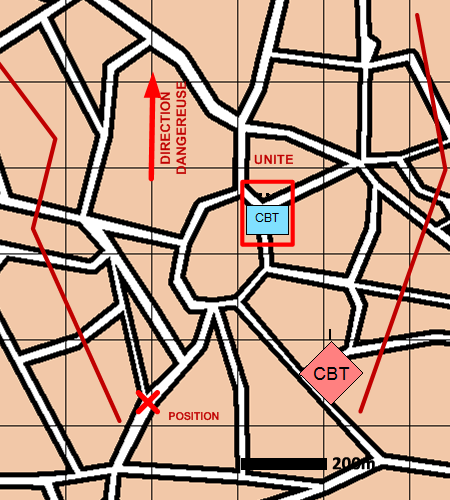 DIRECTION
DANGEREUSE
UNITE
CBT
I
CBT
POSITION
200m